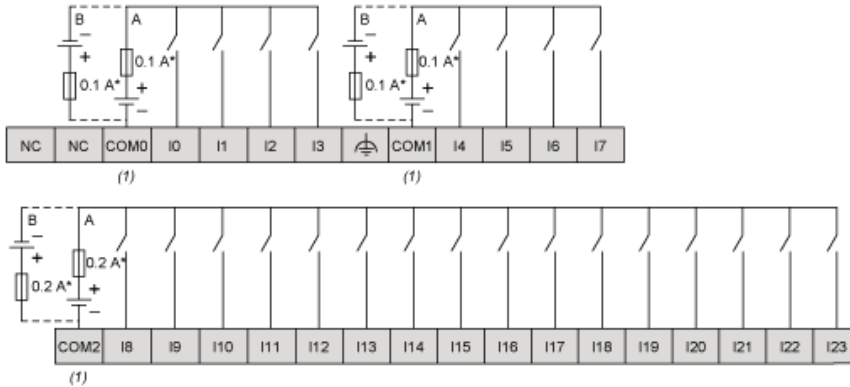 B A B A
− −
+ 0.1 A* + 0.1 A*
0.1 A* + 0.1 A* +
− −
NC NC COM0 I0 I1 I2 I3 COM1 I4 I5 I6 I7
(1) (1)
B A
−
+ 0.2 A*
0.2 A* +
−
COM2 I8 I9 I10 I11 I12 I13 I14 I15 I16 I17 I18 I19 I20 I21 I22 I23
(1)